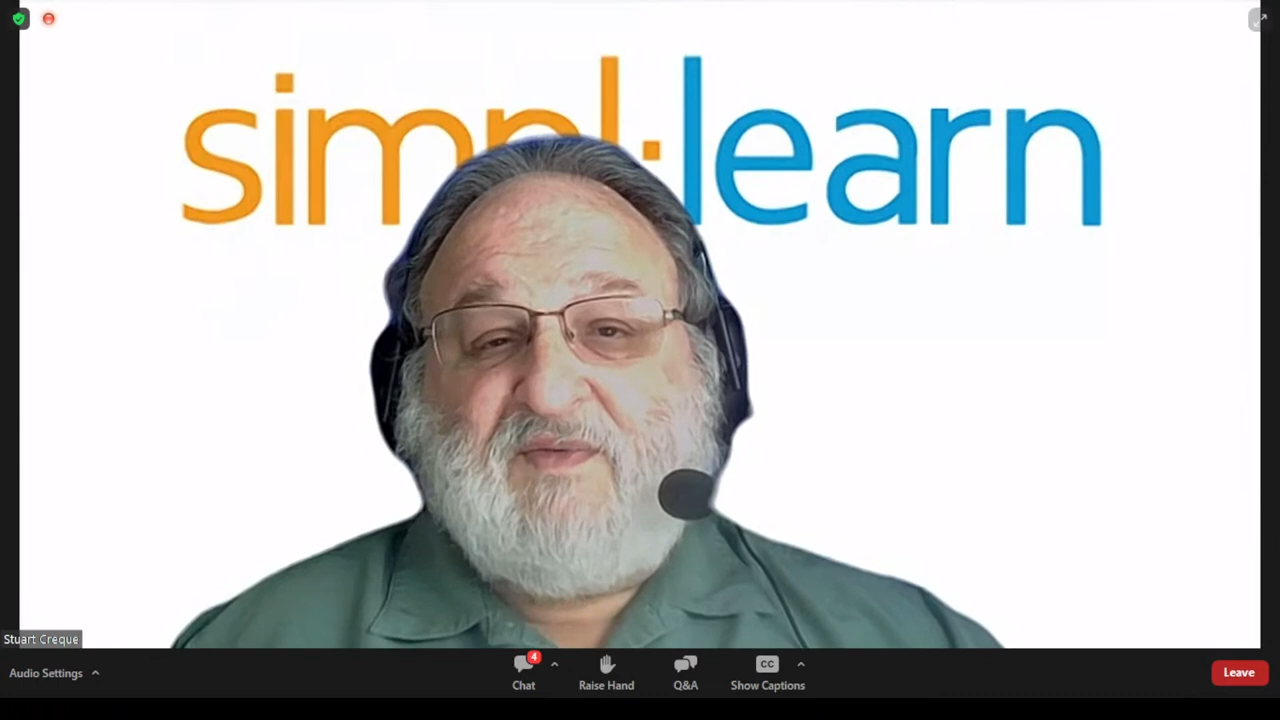 simpl·learn
Stuart Creque
Audio Settings
4
Chat
Raise Hand
Q&A
CC
Show Captions
Leave